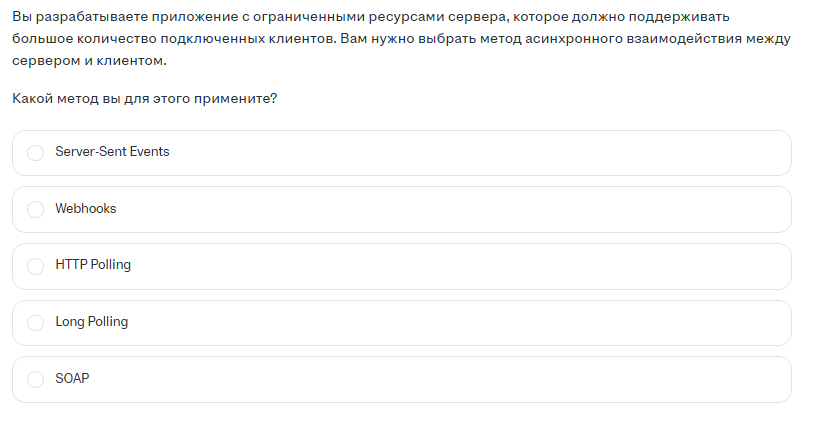 Вы разрабатываете приложение с ограниченными ресурсами сервера, которое должно поддерживать
большое количество подключенных клиентов. Вам нужно выбрать метод асинхронного взаимодействия между
сервером и клиентом.
Какой метод вы для этого примените?
Server-Sent Events
Webhooks
HTTP Polling
Long Polling
SOAP